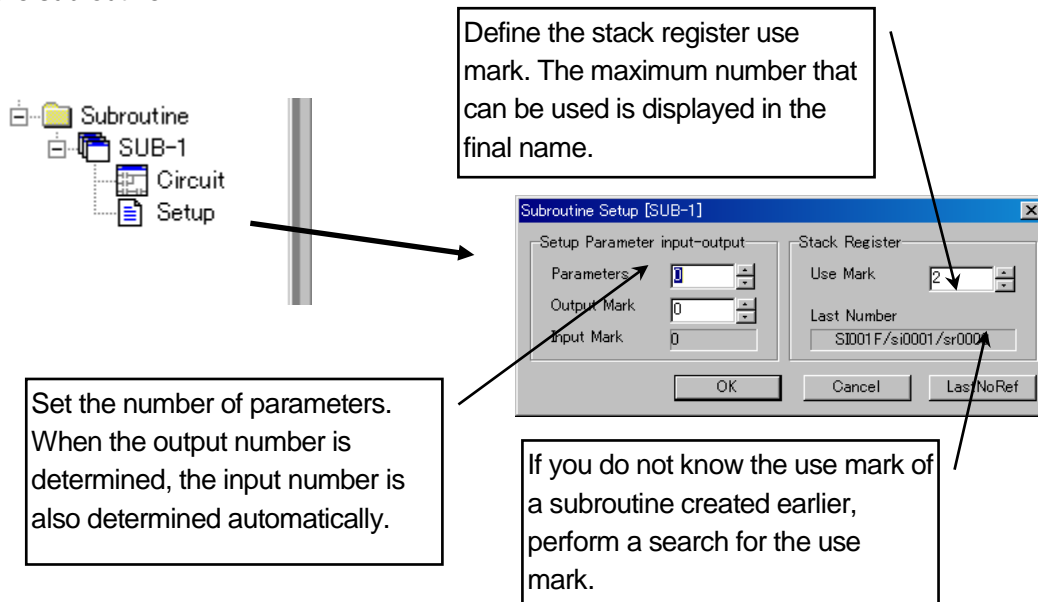 Define the stack register use
mark. The maximum number that
can be used is displayed in the
final name.
Subroutine
SUB-1
Circuit
Setup
Subroutine Setup [SUB-1]
Setup Parameter input-output
Parameters 0
Output Mark 0
Input Mark 0
Stack Register
Use Mark 2
Last Number
SI001F/si0001/sr0001
OK
Cancel
LastNoRef
Set the number of parameters.
When the output number is
determined, the input number is
also determined automatically.
If you do not know the use mark of
a subroutine created earlier,
perform a search for the use
mark.